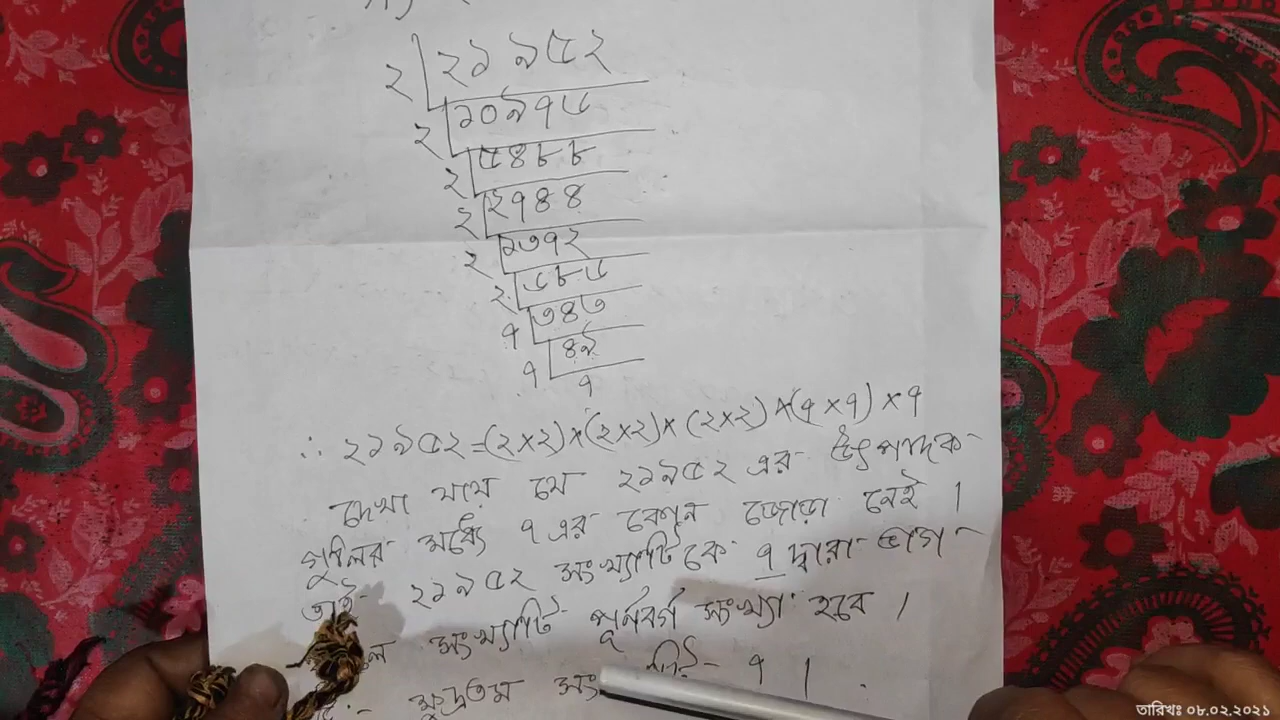 ২ ২১৯৫২
২ ১০৯৭৬
২ ৫৪৮৮
২ ২৭৪৪
২ ১৩৭২
২ ৬৮৬
৭ ৩৪৩
৭ ৪৯
৭
∴ ২১৯৫২=(২×২)×(২×২)×(২×২)×(৭×৭)×৭
দেখা যায় যে ২১৯৫২ এর উৎপাদক
গুলির মধ্যে ৭ এর কোন জোড়া নেই ।
তাই ২১৯৫২ সংখ্যাটিকে ৭ দ্বারা ভাগ
সংখ্যাটি পূর্ণবর্গ সংখ্যা হবে ।
ক্ষুদ্রতম ৭ ।
তারিখঃ ০৮.০২.২০২১